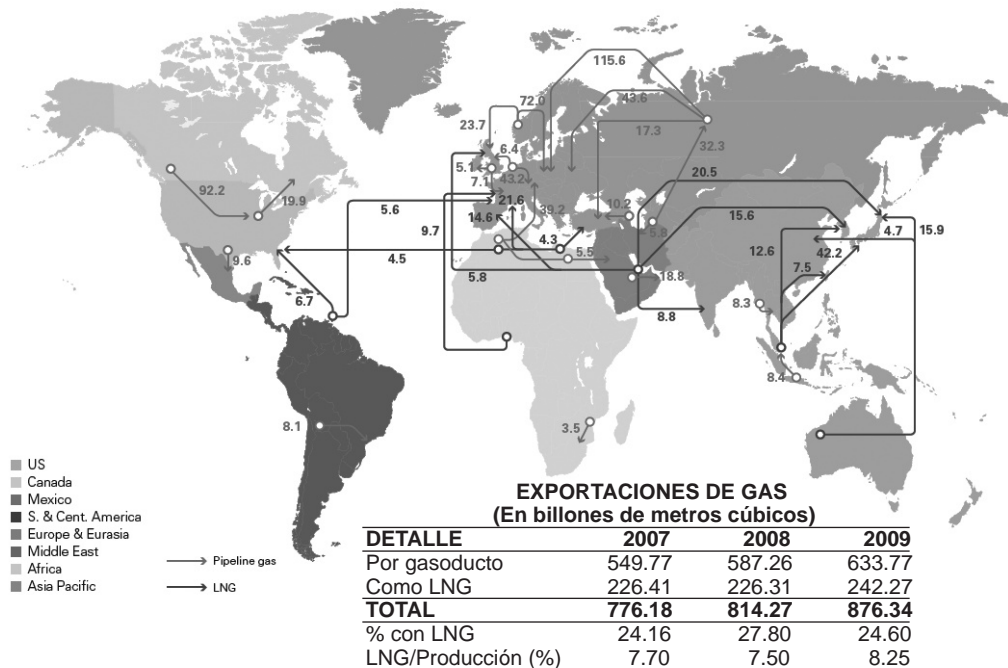 115.6
72.0
43.6
23.7
17.3
6.4
32.3
5.1
43.2
20.5
7.1
92.2
19.9
21.6
10.2
5.6
39.2
15.6
14.6
9.7
5.8
4.7
15.9
4.3
12.6
42.2
4.5
5.5
9.6
5.8
18.8
7.5
6.7
8.8
8.3
8.4
8.1
3.5
US
Canada
Mexico
S. & Cent. America
Europe & Eurasia
Middle East
Africa
Asia Pacific
Pipeline gas
LNG
EXPORTACIONES DE GAS
(En billones de metros cúbicos)
DETALLE 2007 2008 2009
Por gasoducto 549.77 587.26 633.77
Como LNG 226.41 226.31 242.27
TOTAL 776.18 814.27 876.34
% con LNG 24.16 27.80 24.60
LNG/Producción (%) 7.70 7.50 8.25